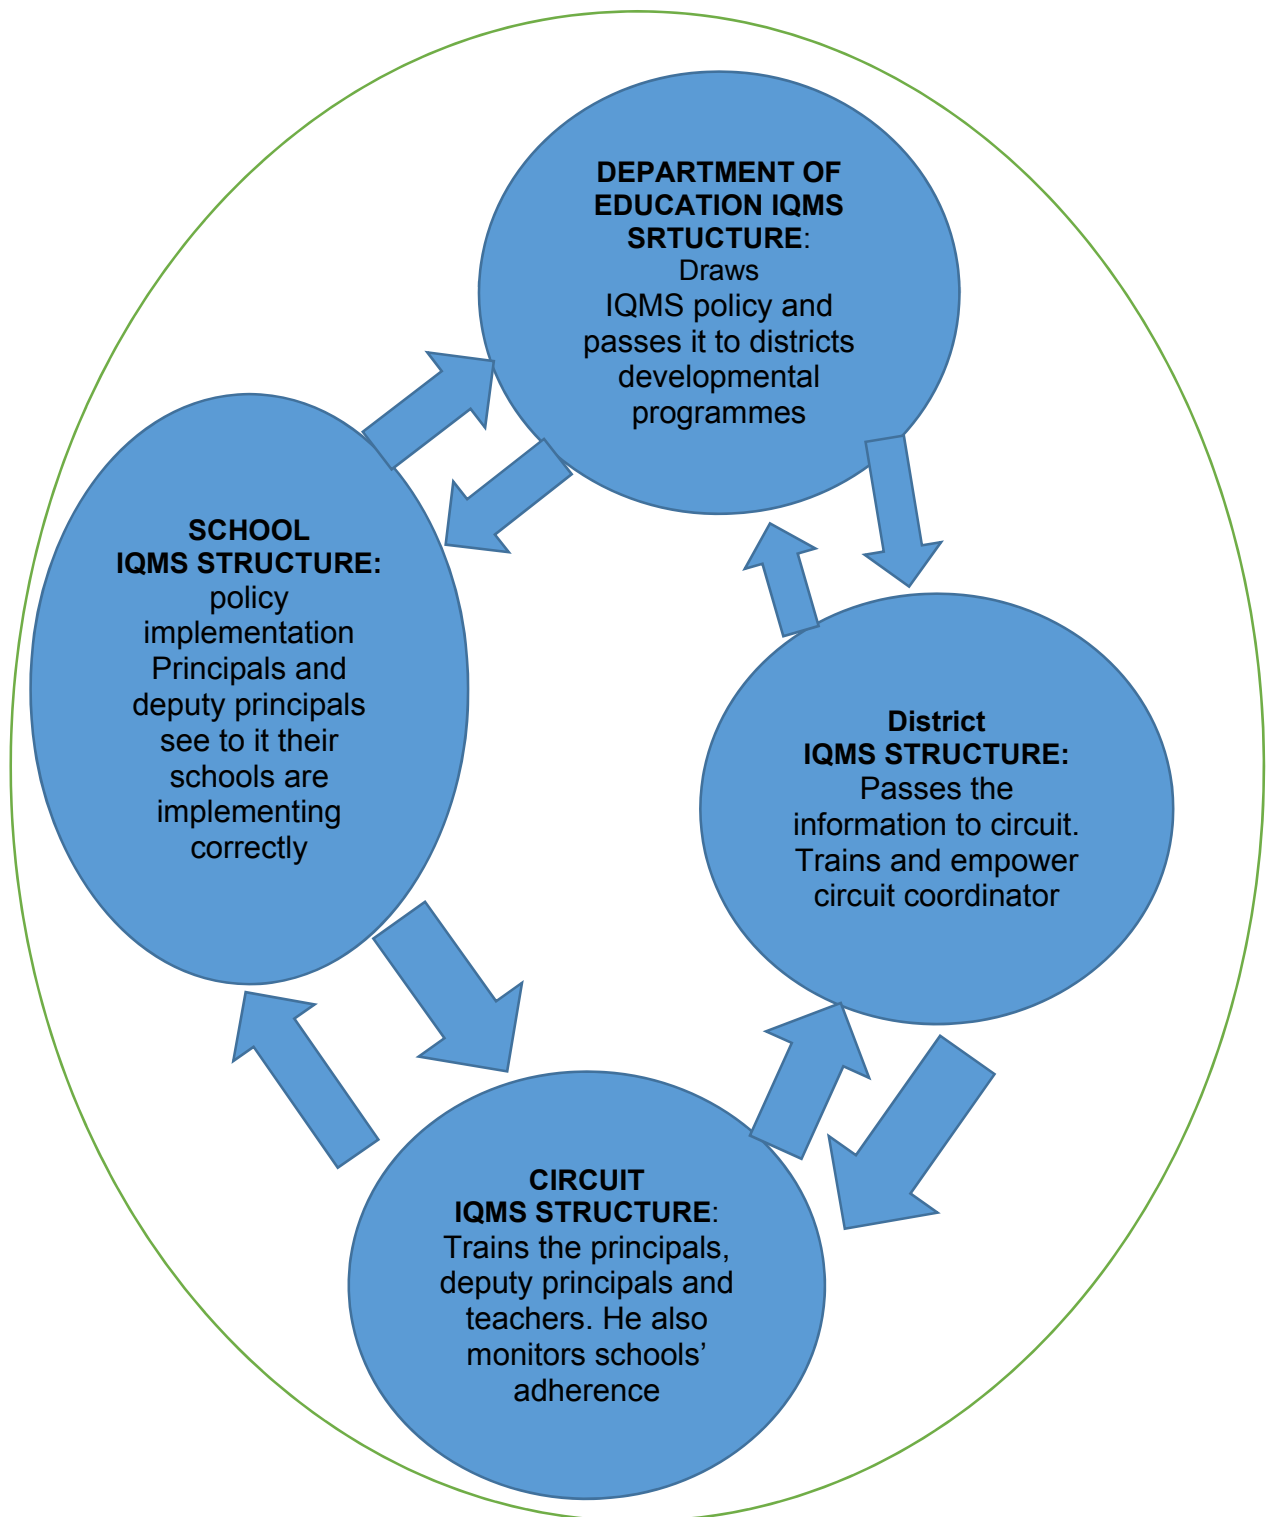 DEPARTMENT OF
EDUCATION IQMS
SRTUCTURE:
Draws
IQMS policy and
passes it to districts
developmental
programmes
SCHOOL
IQMS STRUCTURE:
policy
implementation
Principals and
deputy principals
see to it their
schools are
implementing
correctly
District
IQMS STRUCTURE:
Passes the
information to circuit.
Trains and empower
circuit coordinator
CIRCUIT
IQMS STRUCTURE:
Trains the principals,
deputy principals and
teachers. He also
monitors schools’
adherence